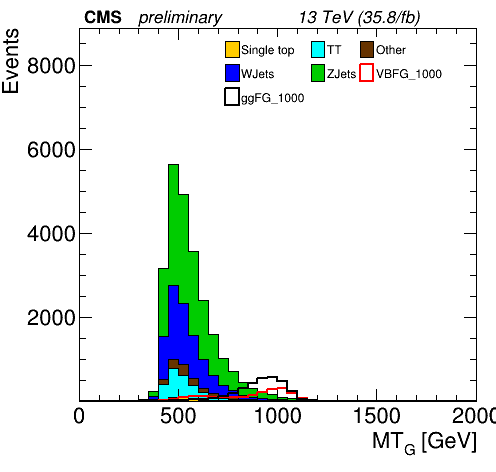 CMS preliminary 13 TeV (35.8/fb)
Events
Single top TT Other
WJets ZJets VBFG_1000
ggFG_1000
8000
6000
4000
2000
0 500 1000 1500 2000
MT_G [GeV]